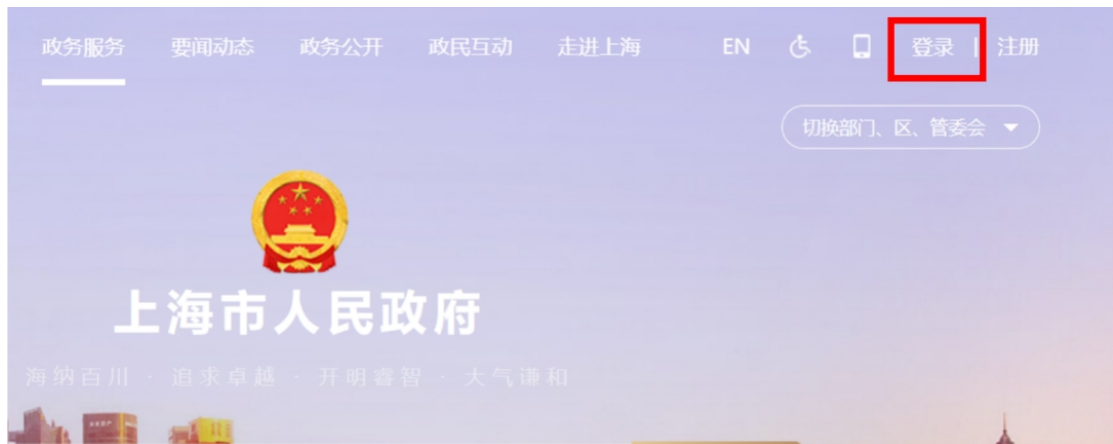 政务服务 要闻动态 政务公开 政民互动 走进上海 EN 登录 | 注册
切换部门、区、管委会
上海市人民政府
海纳百川 · 追求卓越 · 开明睿智 · 大气谦和